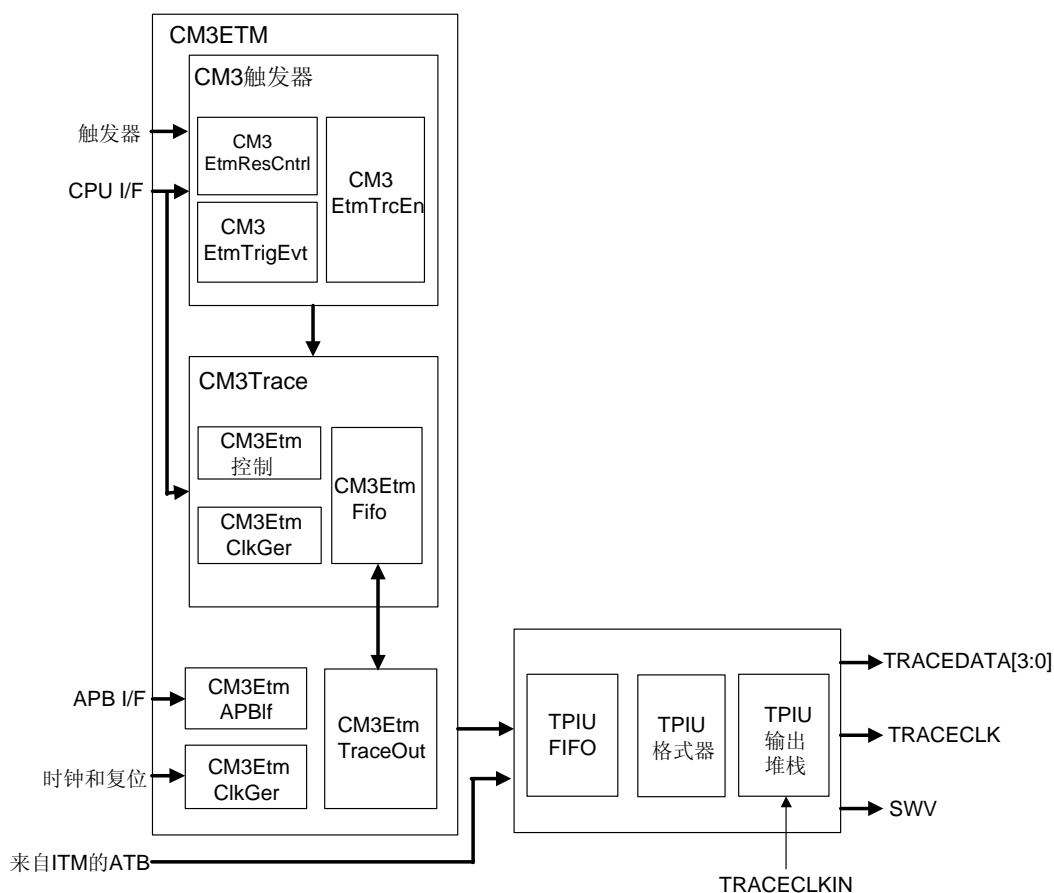 CM3ETM
CM3触发器
触发器
CPU I/F
CM3
EtmResCntrl
CM3
EtmTrigEvt
CM3
EtmTrcEn
CM3Trace
CM3Etm
控制
CM3Etm
ClkGer
CM3Etm
Fifo
APB I/F
CM3Etm
APBIf
时钟和复位
CM3Etm
ClkGer
CM3Etm
TraceOut
来自ITM的ATB
TPIU
FIFO
TPIU
格式器
TPIU
输出
堆栈
TRACEDATA[3:0]
TRACECLK
SWV
TRACECLKIN